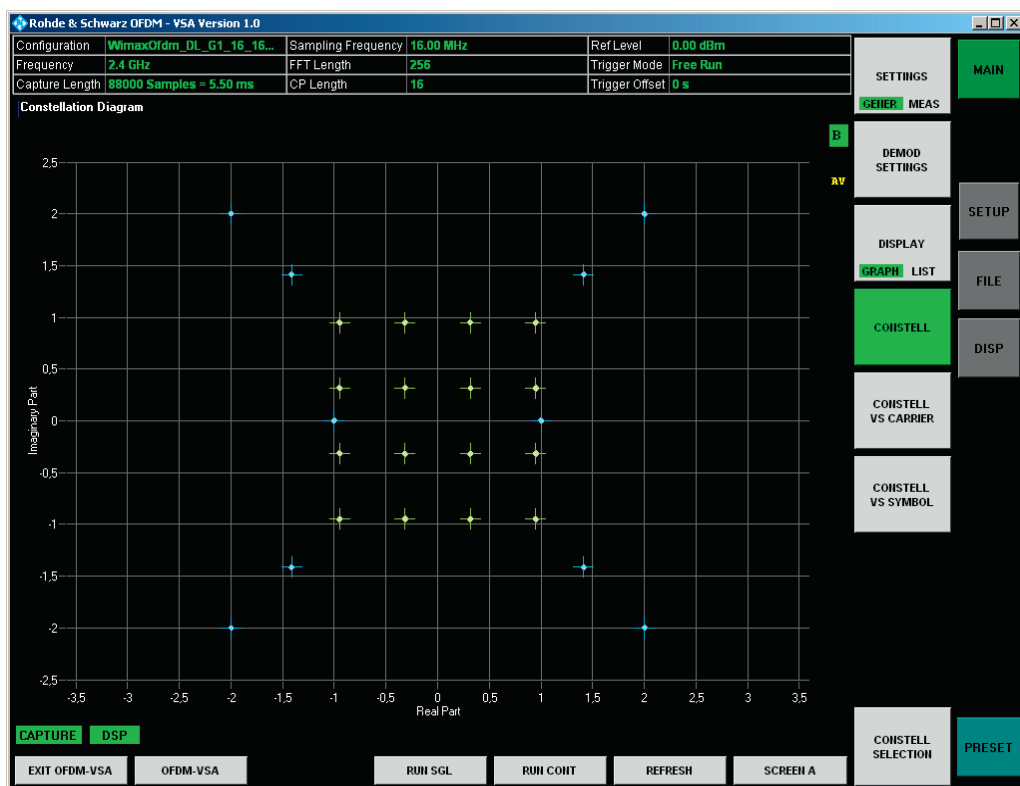 Rohde & Schwarz OFDM - VSA Version 1.0
Configuration WimaxOfdm_DL_G1_16_16... Sampling Frequency 16.00 MHz Ref Level 0.00 dBm
Frequency 2.4 GHz FFT Length 256 Trigger Mode Free Run
Capture Length 88000 Samples = 5.50 ms CP Length 16 Trigger Offset 0 s
Constellation Diagram
B
AV
2,5
2
1,5
1
0,5
0
-0,5
-1
-1,5
-2
-2,5
Imaginary Part
-3,5 -3 -2,5 -2 -1,5 -1 -0,5 0 0,5 1 1,5 2 2,5 3 3,5
Real Part
CAPTURE DSP
EXIT OFDM-VSA OFDM-VSA RUN SGL RUN CONT REFRESH SCREEN A
SETTINGS
GENER MEAS
DEMOD
SETTINGS
DISPLAY
GRAPH LIST
CONSTELL
CONSTELL
VS CARRIER
CONSTELL
VS SYMBOL
CONSTELL
SELECTION
MAIN
SETUP
FILE
DISP
PRESET